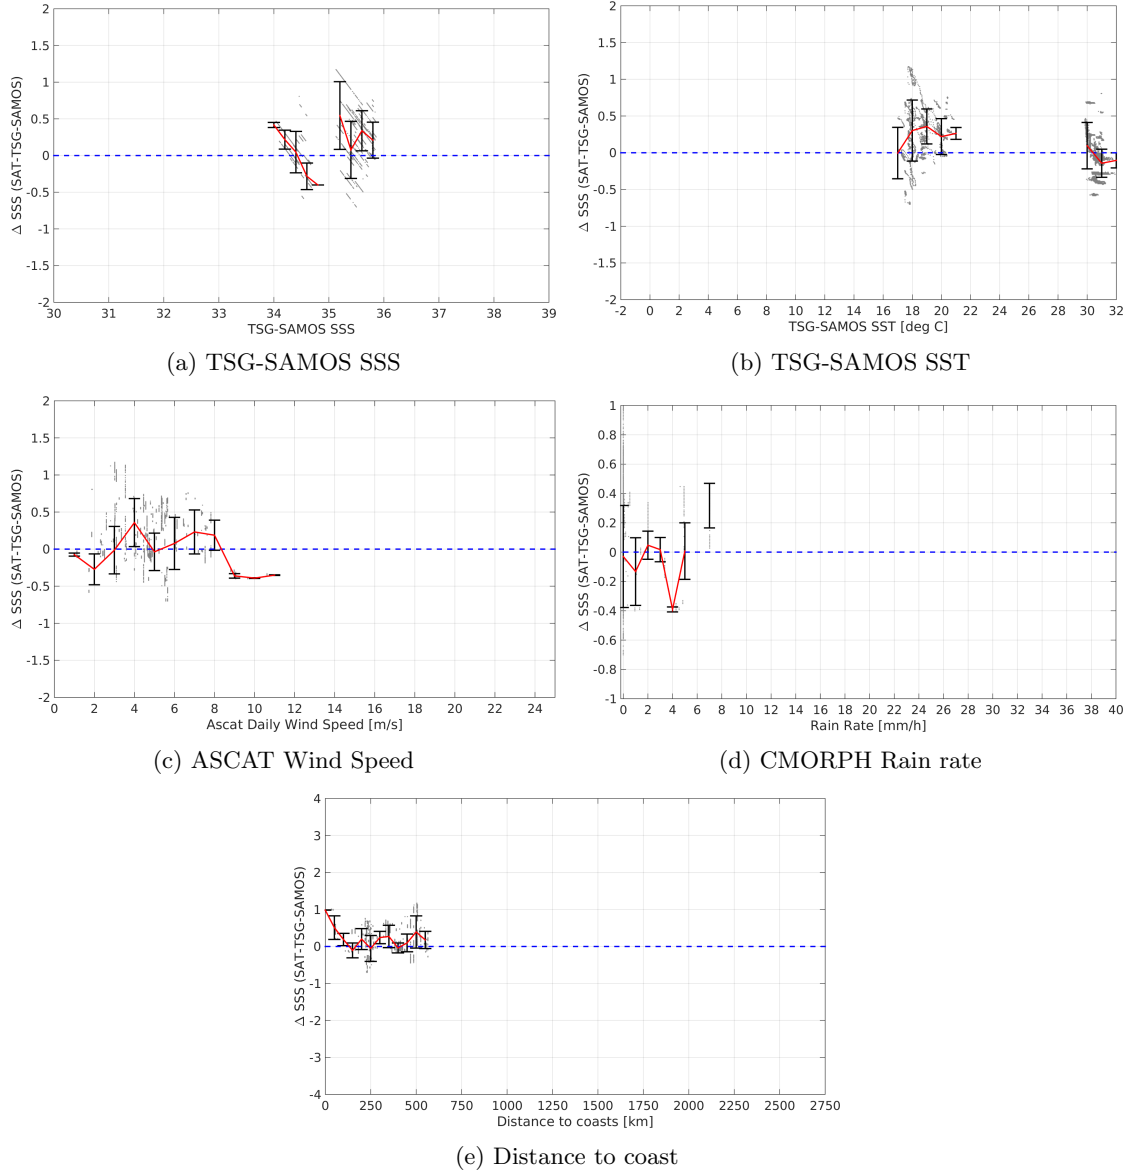 2
1.5
1
0.5
0
-0.5
-1
-1.5
-2
Δ SSS (SAT-TSG-SAMOS)
30 31 32 33 34 35 36 37 38 39
TSG-SAMOS SSS
(a) TSG-SAMOS SSS
2
1.5
1
0.5
0
-0.5
-1
-1.5
-2
Δ SSS (SAT-TSG-SAMOS)
-2 0 2 4 6 8 10 12 14 16 18 20 22 24 26 28 30 32
TSG-SAMOS SST [deg C]
(b) TSG-SAMOS SST
2
1.5
1
0.5
0
-0.5
-1
-1.5
-2
Δ SSS (SAT-TSG-SAMOS)
0 2 4 6 8 10 12 14 16 18 20 22 24
Ascat Daily Wind Speed [m/s]
(c) ASCAT Wind Speed
1
0.8
0.6
0.4
0.2
0
-0.2
-0.4
-0.6
-0.8
-1
Δ SSS (SAT-TSG-SAMOS)
0 2 4 6 8 10 12 14 16 18 20 22 24 26 28 30 32 34 36 38 40
Rain Rate [mm/h]
(d) CMORPH Rain rate
4
3
2
1
0
-1
-2
-3
-4
Δ SSS (SAT-TSG-SAMOS)
0 250 500 750 1000 1250 1500 1750 2000 2250 2500 2750
Distance to coasts [km]
(e) Distance to coast